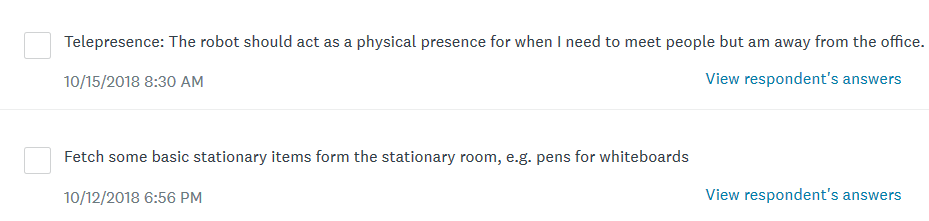 Telepresence: The robot should act as a physical presence for when I need to meet people but am away from the office.
10/15/2018 8:30 AM
View respondent's answers
Fetch some basic stationary items form the stationary room, e.g. pens for whiteboards
10/12/2018 6:56 PM
View respondent's answers